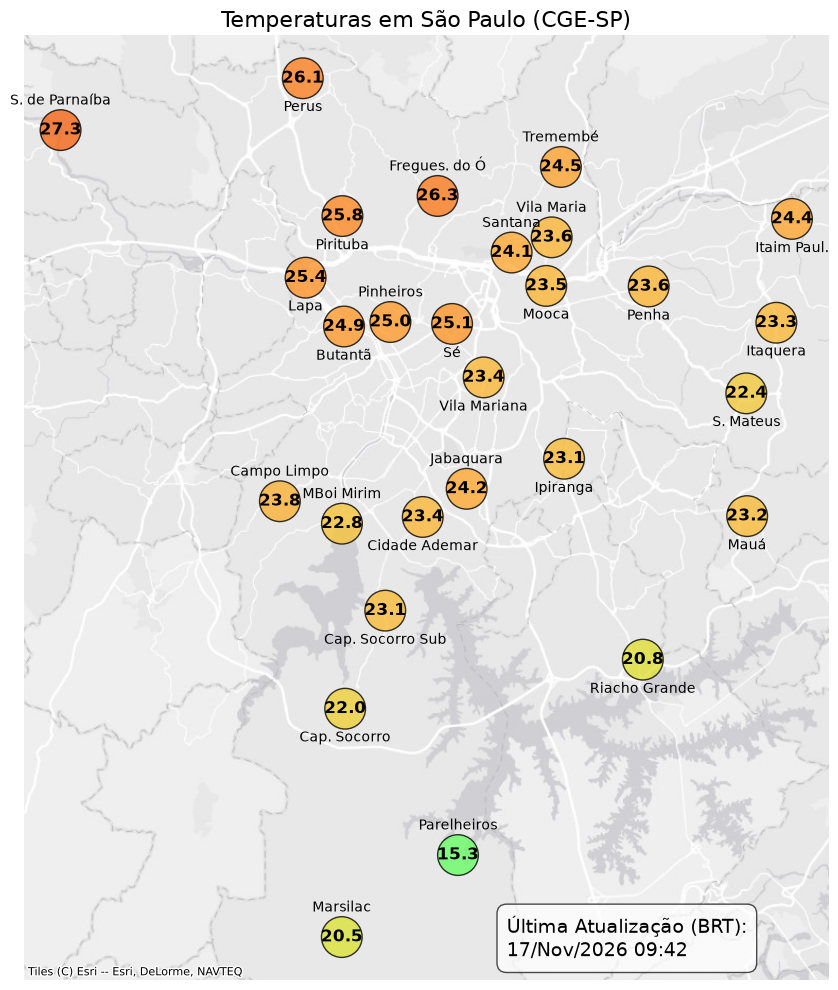 Temperaturas em São Paulo (CGE-SP)
26.1
Perus
S. de Parnaíba
27.3
Tremembé
24.5
Fregues. do Ó
26.3
25.8
Pirituba
Vila Maria
23.6
Santana
24.1
24.4
Itaim Paul.
25.4
Lapa
23.5
Mooca
23.6
Penha
Pinheiros
25.0
24.9
Butantã
25.1
Sé
23.3
Itaquera
23.4
Vila Mariana
22.4
S. Mateus
Jabaquara
24.2
23.1
Ipiranga
Campo Limpo
23.8
MBoi Mirim
22.8
23.4
Cidade Ademar
23.2
Mauá
23.1
Cap. Socorro Sub
20.8
Riacho Grande
22.0
Cap. Socorro
Parelheiros
15.3
Marsilac
20.5
Última Atualização (BRT):
17/Nov/2026 09:42
Tiles (C) Esri -- Esri, DeLorme, NAVTEQ